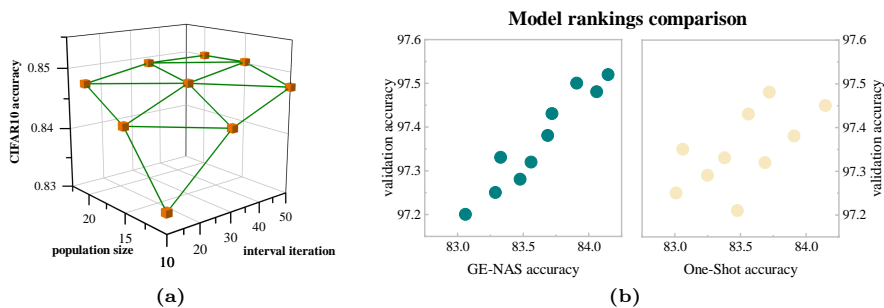 Model rankings comparison
CIFAR10 accuracy
0.85
0.84
0.83
20
15
10
population size
20
30
40
50
interval iteration
(a)
validation accuracy
97.6
97.5
97.4
97.3
97.2
83.0
83.5
84.0
GE-NAS accuracy
83.0
83.5
84.0
One-Shot accuracy
97.6
97.5
97.4
97.3
97.2
validation accuracy
(b)